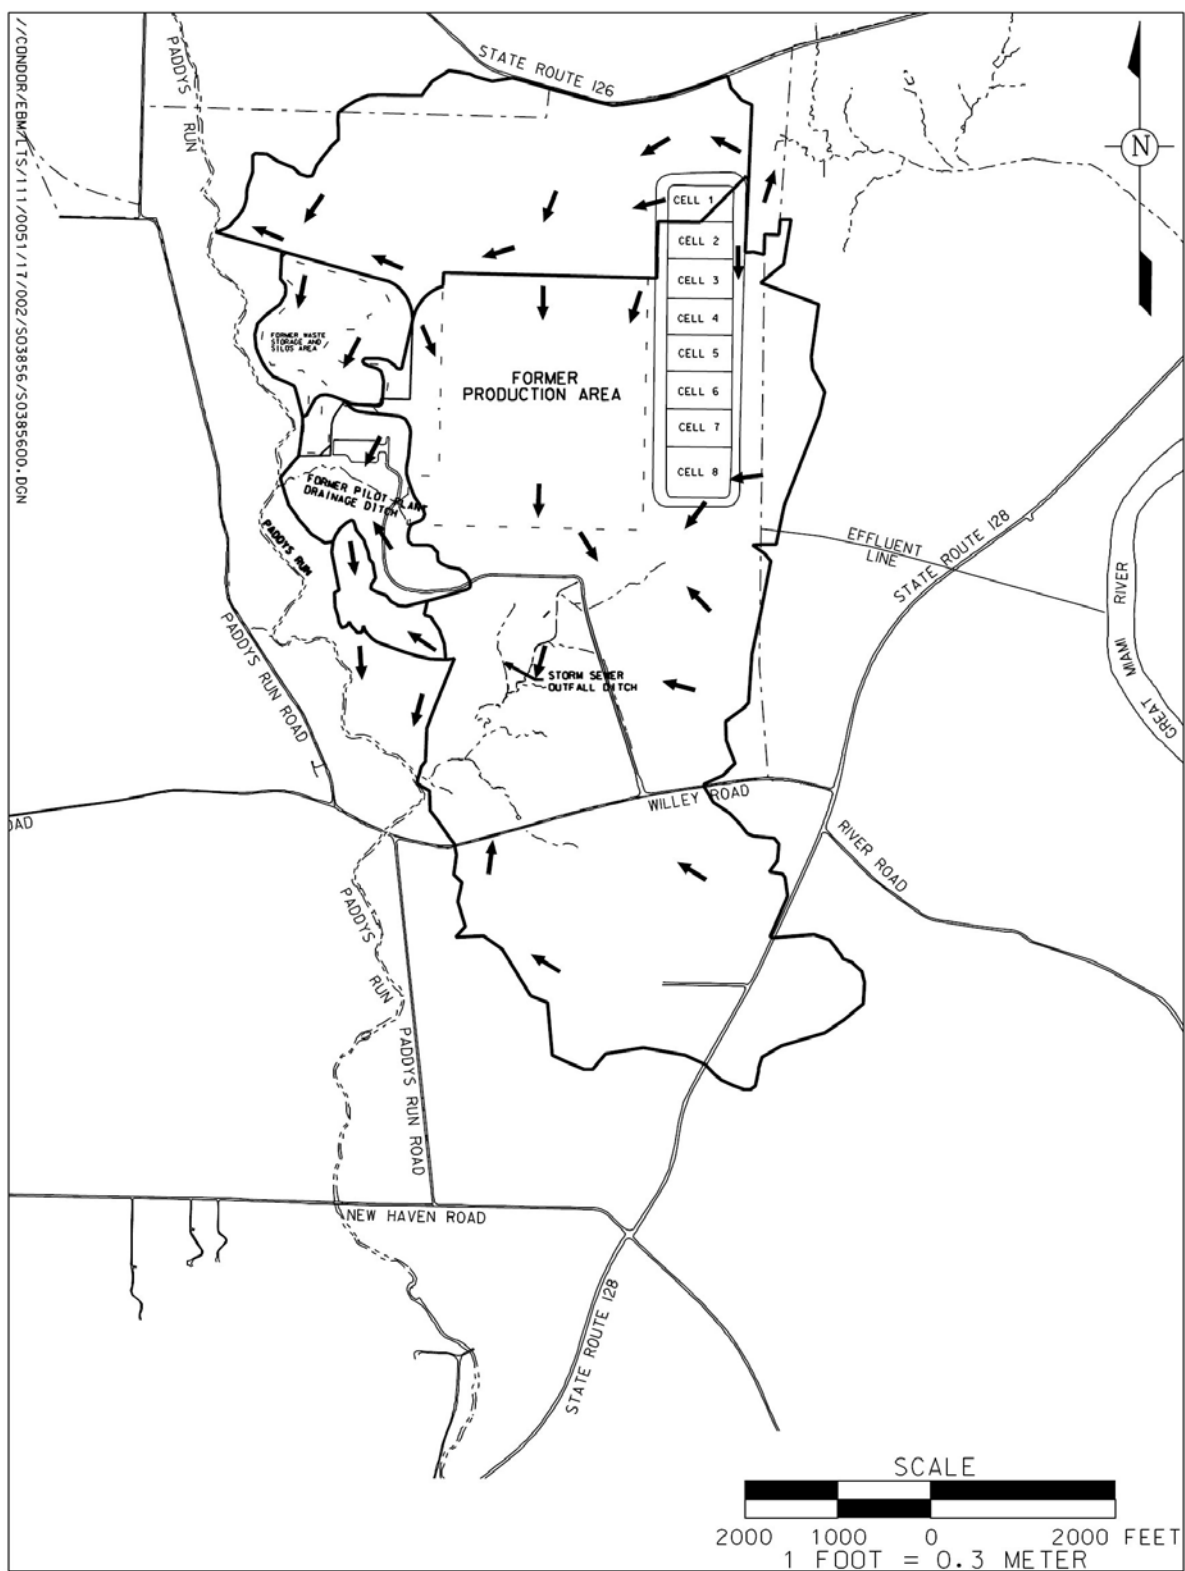 //CONDOR/EBM/LTS/111/0051/17/002/S03856/S0385600.DGN
PADDYS
RUN
STATE ROUTE 126
N
CELL 1
CELL 2
CELL 3
CELL 4
CELL 5
CELL 6
CELL 7
CELL 8
FORMER WASTE
STORAGE AND
SILOS AREA
FORMER
PRODUCTION AREA
FORMER PILOT PLANT
DRAINAGE DITCH
PADDYS RUN
EFFLUENT
LINE
STATE ROUTE 128
GREAT MIAMI RIVER
PADDYS RUN ROAD
STORM SEWER
OUTFALL DITCH
WILLEY ROAD
OAD
RIVER ROAD
PADDYS
RUN
PADDYS RUN ROAD
NEW HAVEN ROAD
STATE ROUTE 128
SCALE
2000 1000 0 2000 FEET
1 FOOT = 0.3 METER